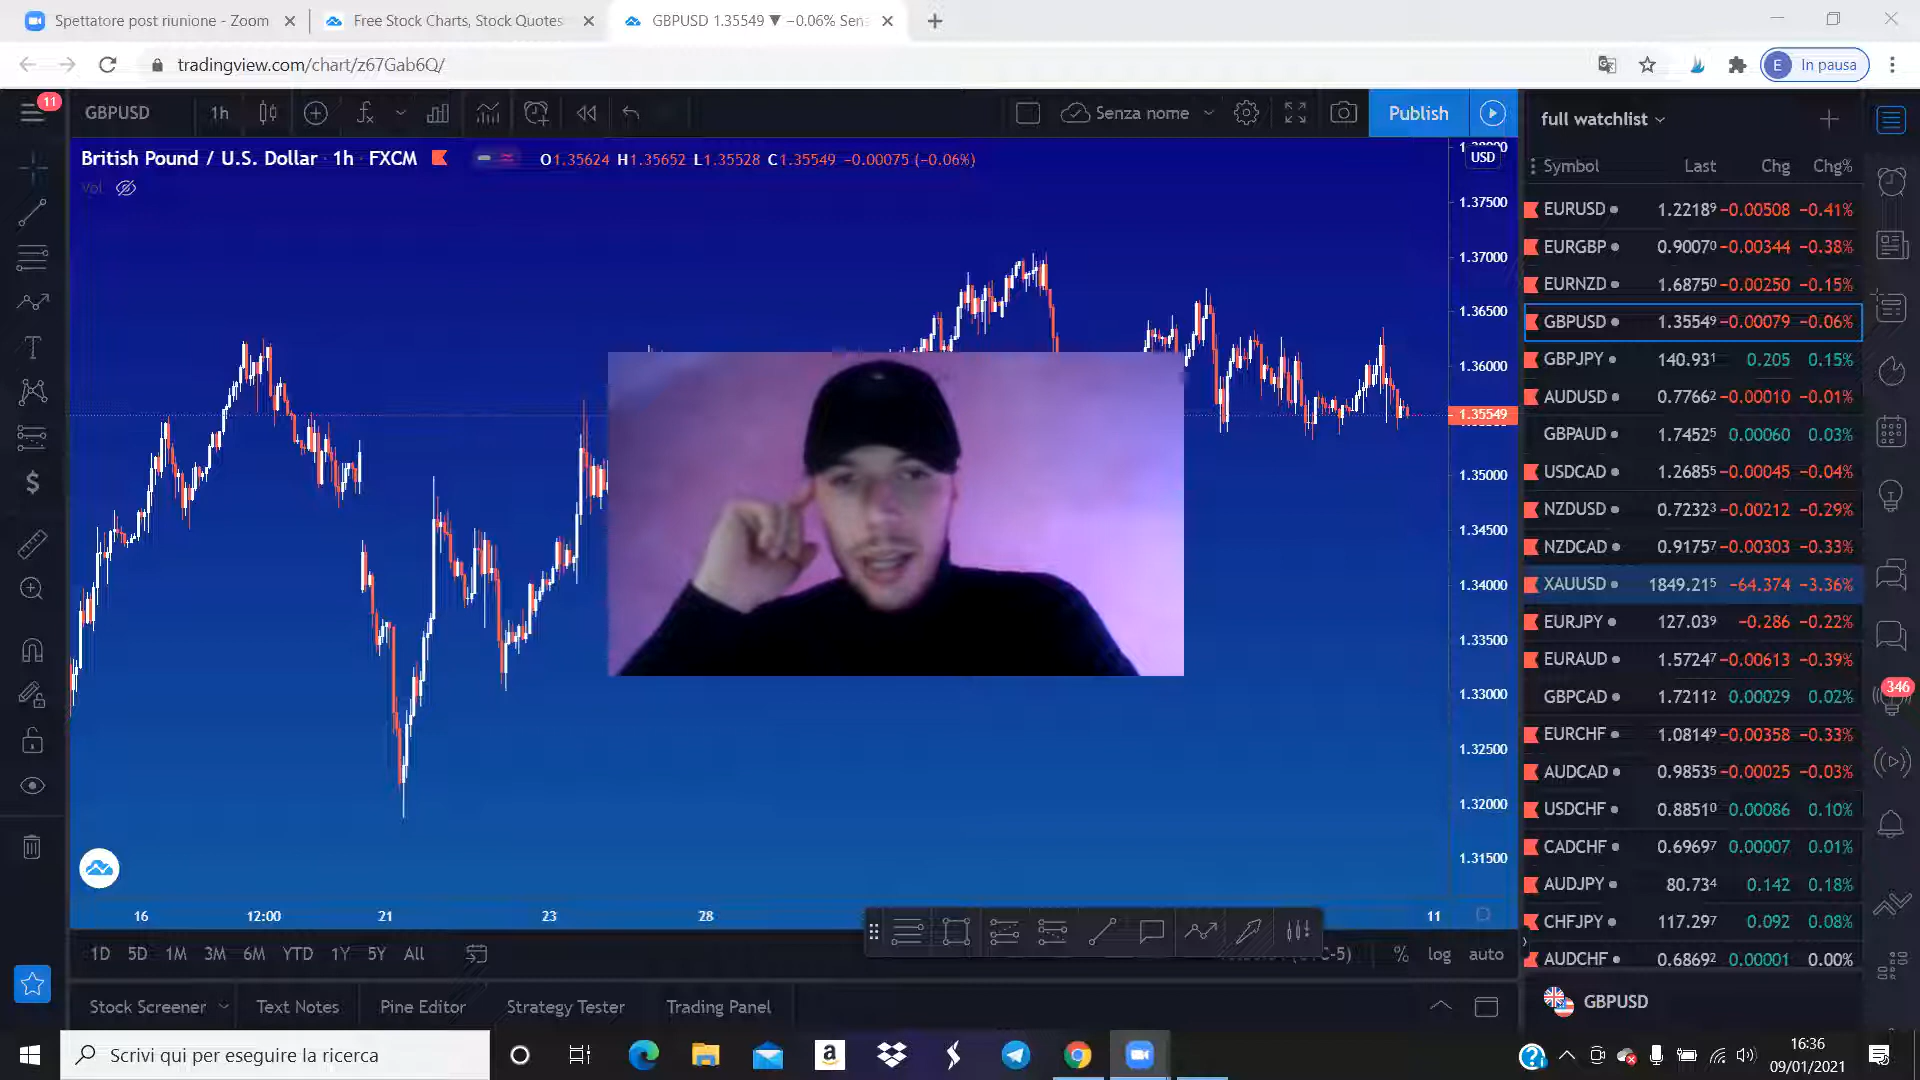 Spettatore post riunione - Zoom
Free Stock Charts, Stock Quotes
GBPUSD 1.35549 ▼ −0.06% Sen
tradingview.com/chart/z67Gab6Q/
E In pausa
11
GBPUSD 1h
Senza nome
Publish
British Pound / U.S. Dollar 1h FXCM
O1.35624 H1.35652 L1.35528 C1.35549 −0.00075 (−0.06%)
Vol
USD
1.37500
1.37000
1.36500
1.36000
1.35549
1.35000
1.34500
1.34000
1.33500
1.33000
1.32500
1.32000
1.31500
16 12:00 21 23 28 11
1D 5D 1M 3M 6M YTD 1Y 5Y All
% log auto
Stock Screener Text Notes Pine Editor Strategy Tester Trading Panel
full watchlist
Symbol Last Chg Chg%
EURUSD 1.22189 −0.00508 −0.41%
EURGBP 0.90070 −0.00344 −0.38%
EURNZD 1.68750 −0.00250 −0.15%
GBPUSD 1.35549 −0.00079 −0.06%
GBPJPY 140.931 0.205 0.15%
AUDUSD 0.77662 −0.00010 −0.01%
GBPAUD 1.74525 0.00060 0.03%
USDCAD 1.26855 −0.00045 −0.04%
NZDUSD 0.72323 −0.00212 −0.29%
NZDCAD 0.91757 −0.00303 −0.33%
XAUUSD 1849.215 −64.374 −3.36%
EURJPY 127.039 −0.286 −0.22%
EURAUD 1.57247 −0.00613 −0.39%
GBPCAD 1.72112 0.00029 0.02%
EURCHF 1.08149 −0.00358 −0.33%
AUDCAD 0.98535 −0.00025 −0.03%
USDCHF 0.88510 0.00086 0.10%
CADCHF 0.69697 0.00007 0.01%
AUDJPY 80.734 0.142 0.18%
CHFJPY 117.297 0.092 0.08%
AUDCHF 0.68692 0.00001 0.00%
GBPUSD
346
Scrivi qui per eseguire la ricerca
16:36
09/01/2021